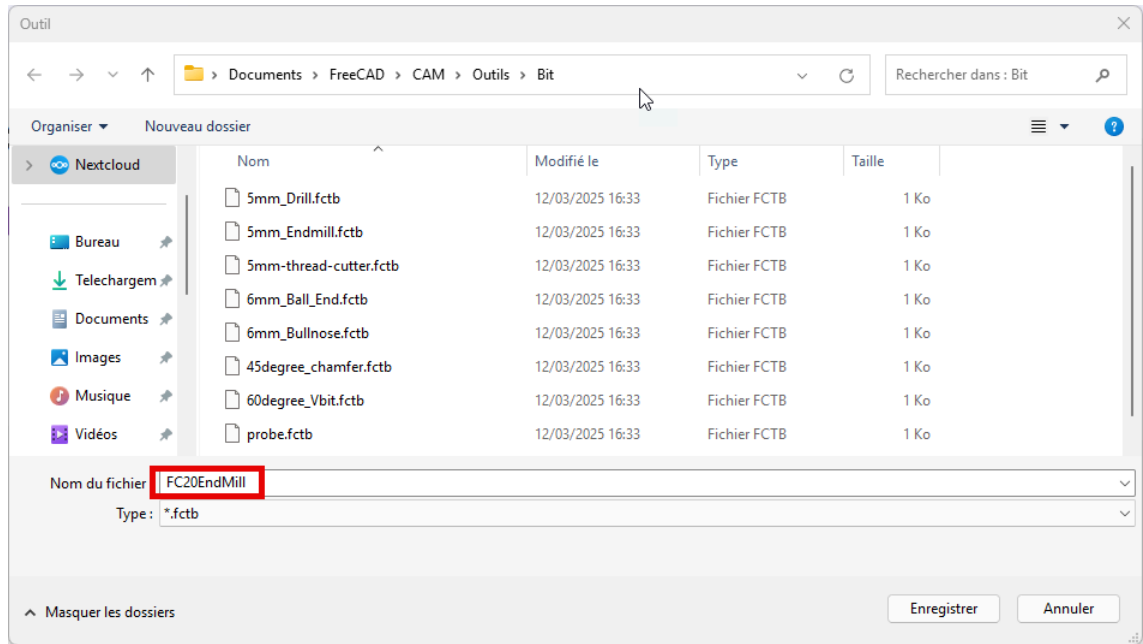 Outil
Documents > FreeCAD > CAM > Outils > Bit
Rechercher dans : Bit
Organiser
Nouveau dossier
Nextcloud
Bureau
Telechargem
Documents
Images
Musique
Vidéos
Nom Modifié le Type Taille
5mm_Drill.fctb 12/03/2025 16:33 Fichier FCTB 1 Ko
5mm_Endmill.fctb 12/03/2025 16:33 Fichier FCTB 1 Ko
5mm-thread-cutter.fctb 12/03/2025 16:33 Fichier FCTB 1 Ko
6mm_Ball_End.fctb 12/03/2025 16:33 Fichier FCTB 1 Ko
6mm_Bullnose.fctb 12/03/2025 16:33 Fichier FCTB 1 Ko
45degree_chamfer.fctb 12/03/2025 16:33 Fichier FCTB 1 Ko
60degree_Vbit.fctb 12/03/2025 16:33 Fichier FCTB 1 Ko
probe.fctb 12/03/2025 16:33 Fichier FCTB 1 Ko
Nom du fichier FC20EndMill
Type : *.fctb
Masquer les dossiers
Enregistrer
Annuler